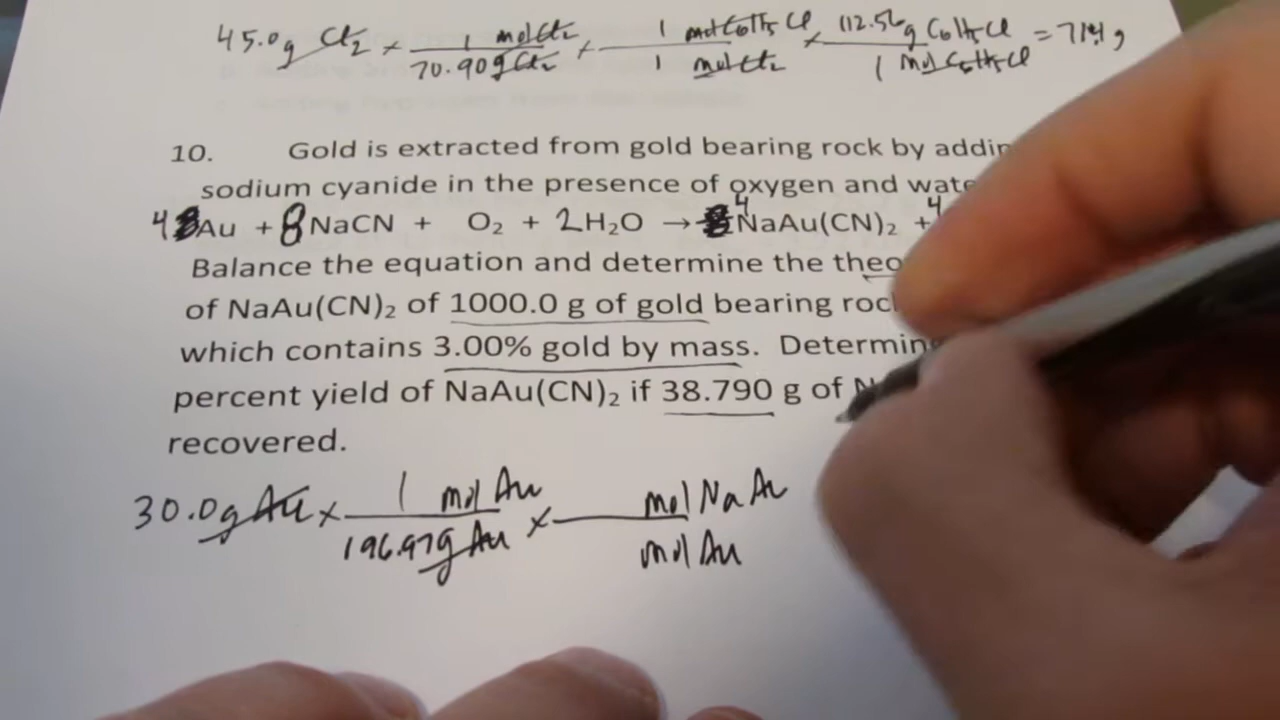 45.0g Cl2 × 1 mol Cl2 / 70.90g Cl2 × 1 mol C6H5Cl / 1 mol Cl2 × 112.56g C6H5Cl / 1 mol C6H5Cl = 71.4 g
10. Gold is extracted from gold bearing rock by
sodium cyanide in the presence of oxygen and
4 Au + 8 NaCN + O2 + 2H2O → 4 NaAu(CN)2 + 4
Balance the equation and determine the
of NaAu(CN)2 of 1000.0 g of gold bearing
which contains 3.00% gold by mass.
percent yield of NaAu(CN)2 if 38.790 g of
recovered.
30.0g Au × 1 mol Au / 196.97g Au × mol NaAu / mol Au